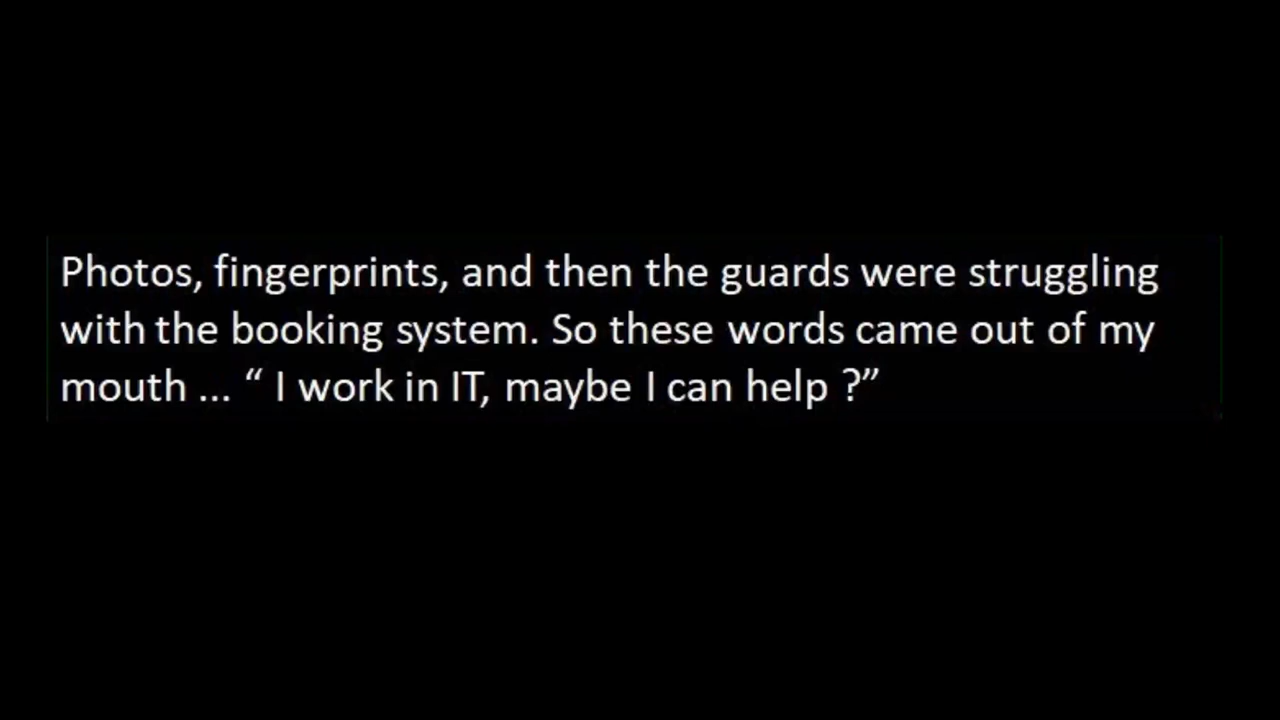 Photos, fingerprints, and then the guards were struggling
with the booking system. So these words came out of my
mouth ... “ I work in IT, maybe I can help ?”